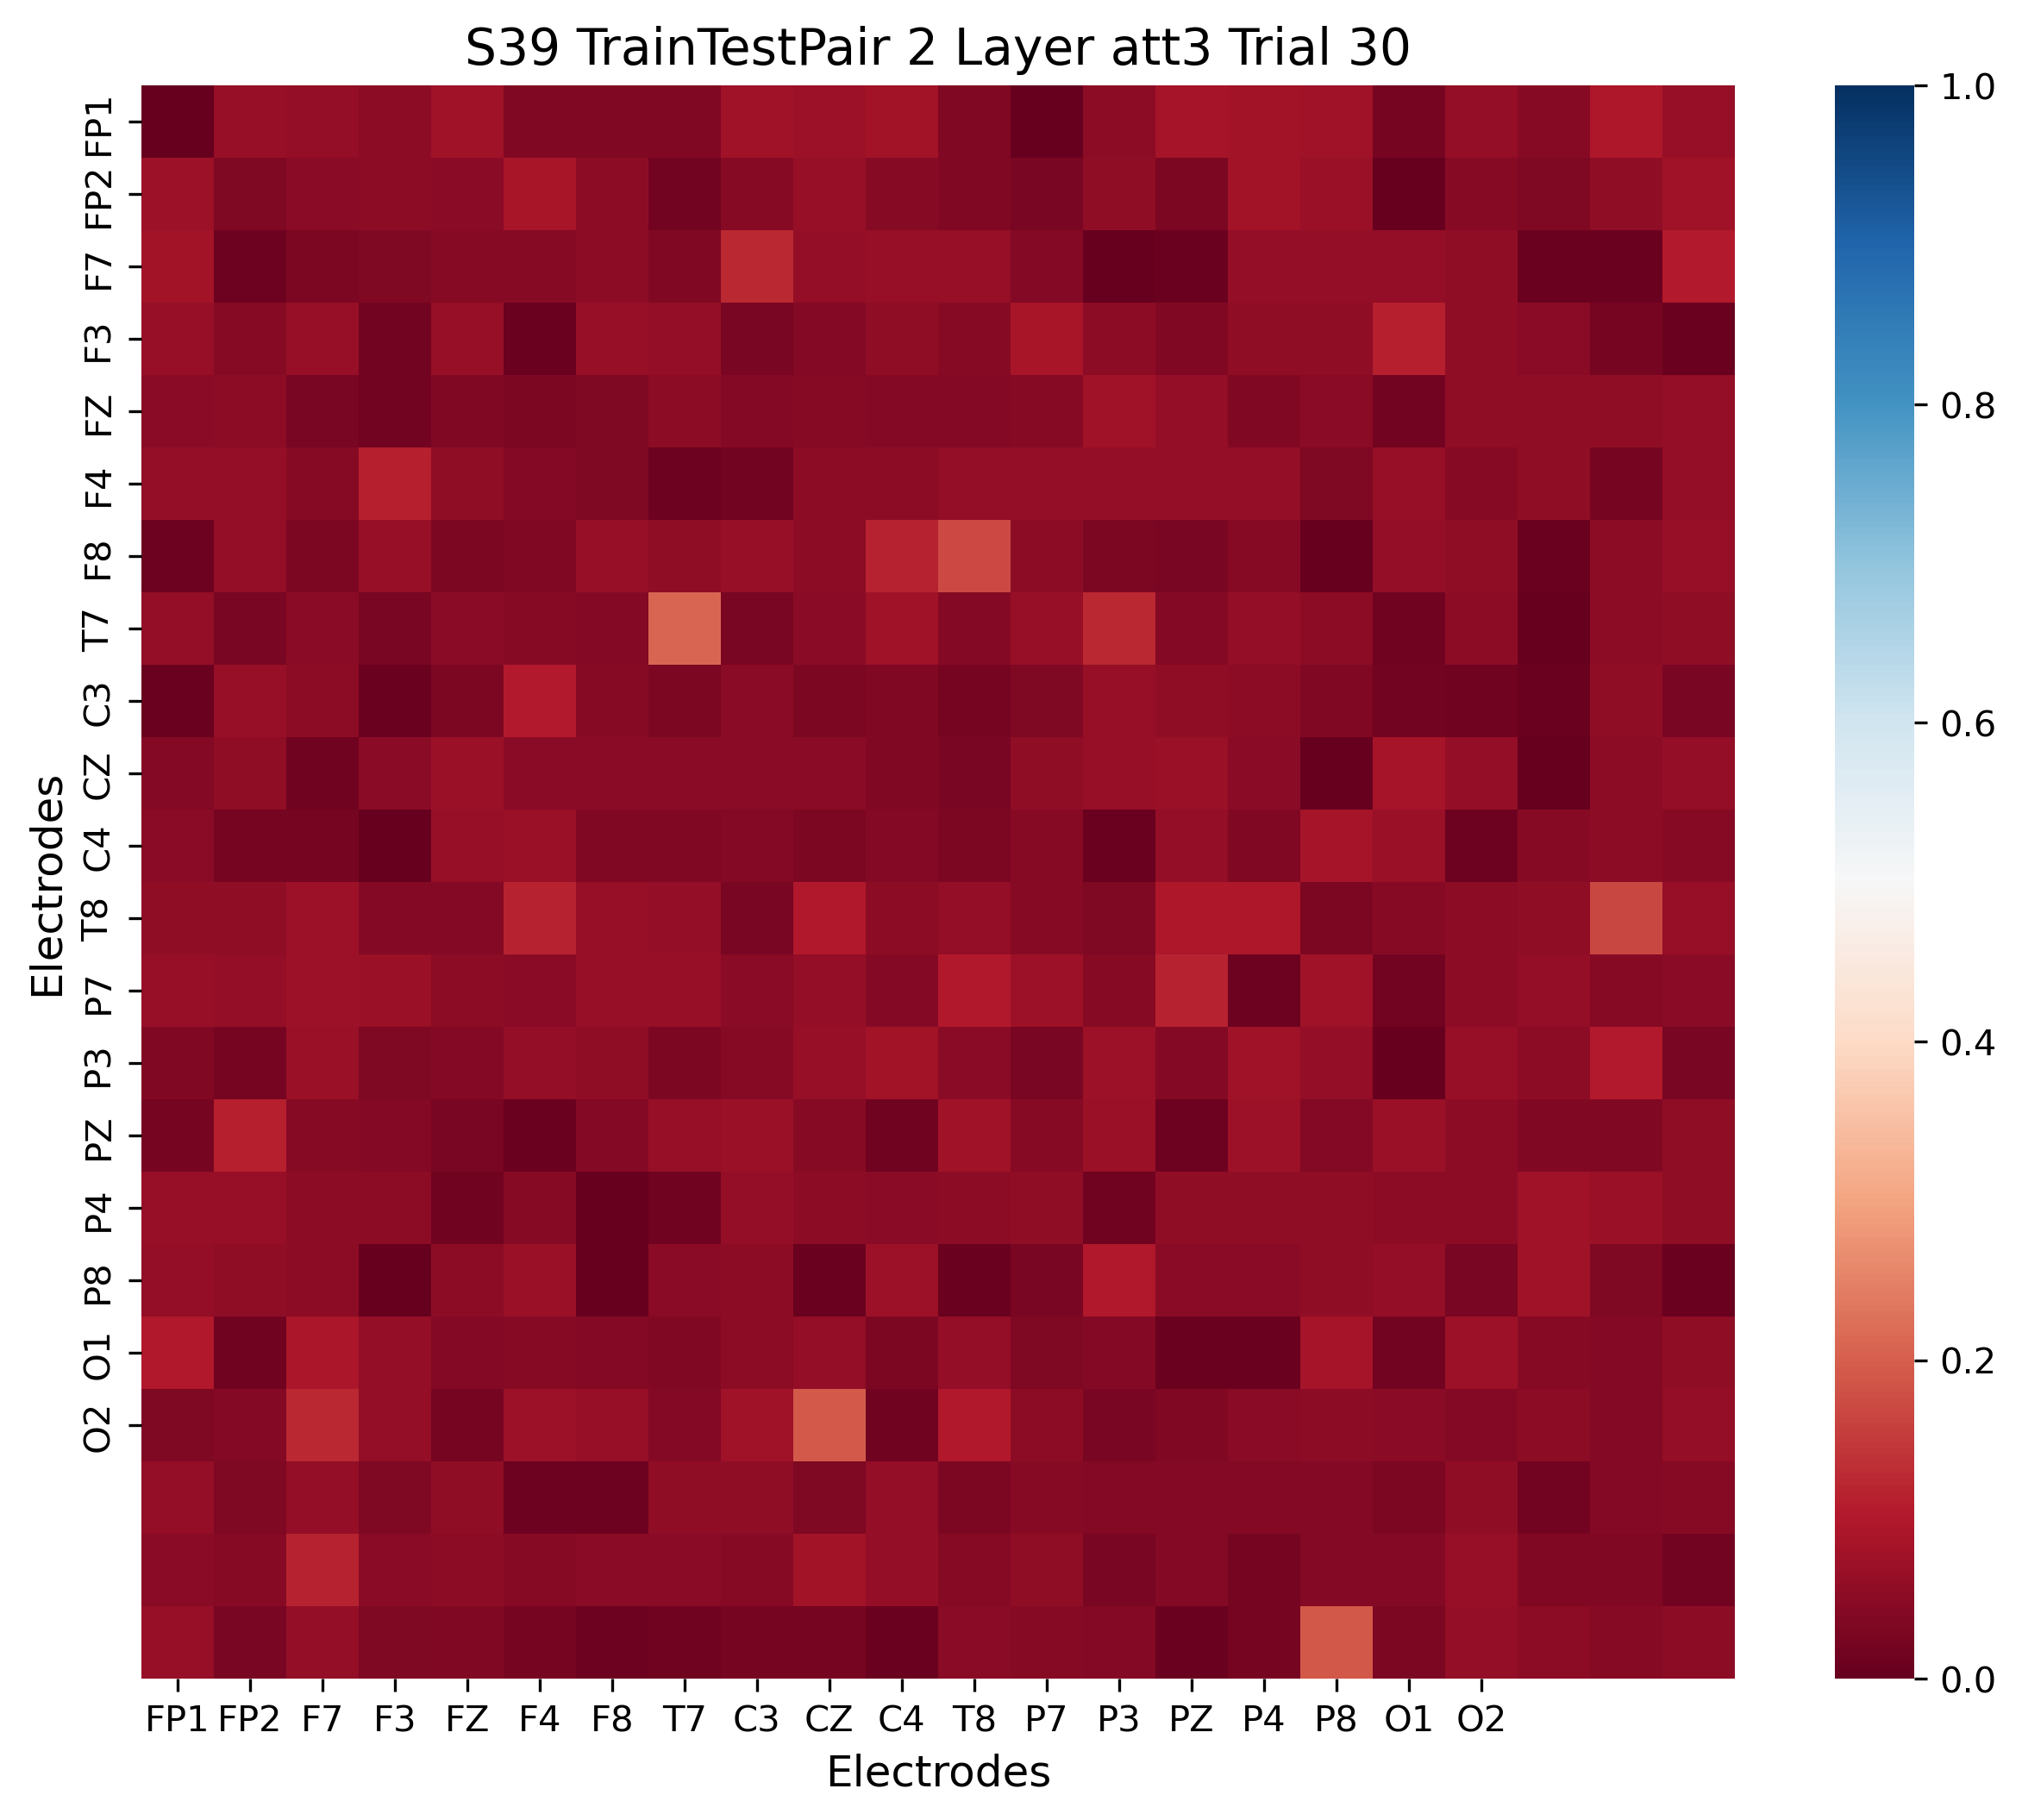 S39 TrainTestPair 2 Layer att3 Trial 30
Electrodes
FP1
FP2
F7
F3
FZ
F4
F8
T7
C3
CZ
C4
T8
P7
P3
PZ
P4
P8
O1
O2
FP1 FP2 F7 F3 FZ F4 F8 T7 C3 CZ C4 T8 P7 P3 PZ P4 P8 O1 O2
Electrodes
1.0
0.8
0.6
0.4
0.2
0.0